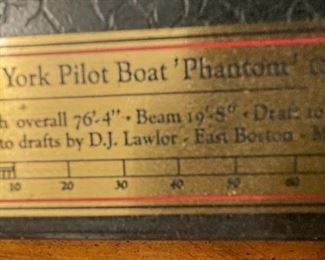 York Pilot Boat 'Phantom'
h overall 76'-4" · Beam 19'-8" · Draft 10
to drafts by D.J. Lawlor · East Boston · M
10 20 30 40 50 60